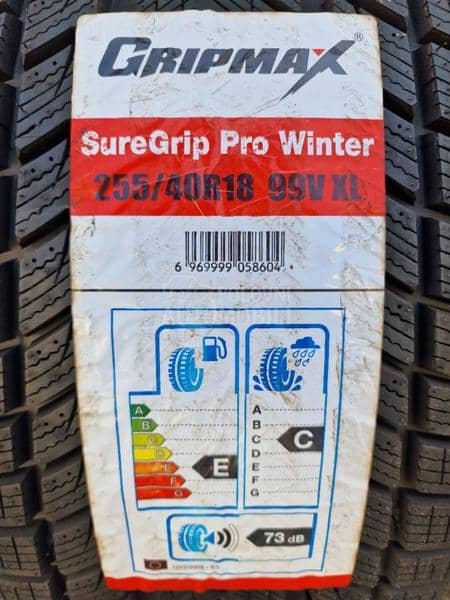 GRIPMAX®
SureGrip Pro Winter
255/40R18 99V XL
6 969999 058604
A
B
C
D
E
F
G
E
A
B
C
D
E
F
G
C
73 dB